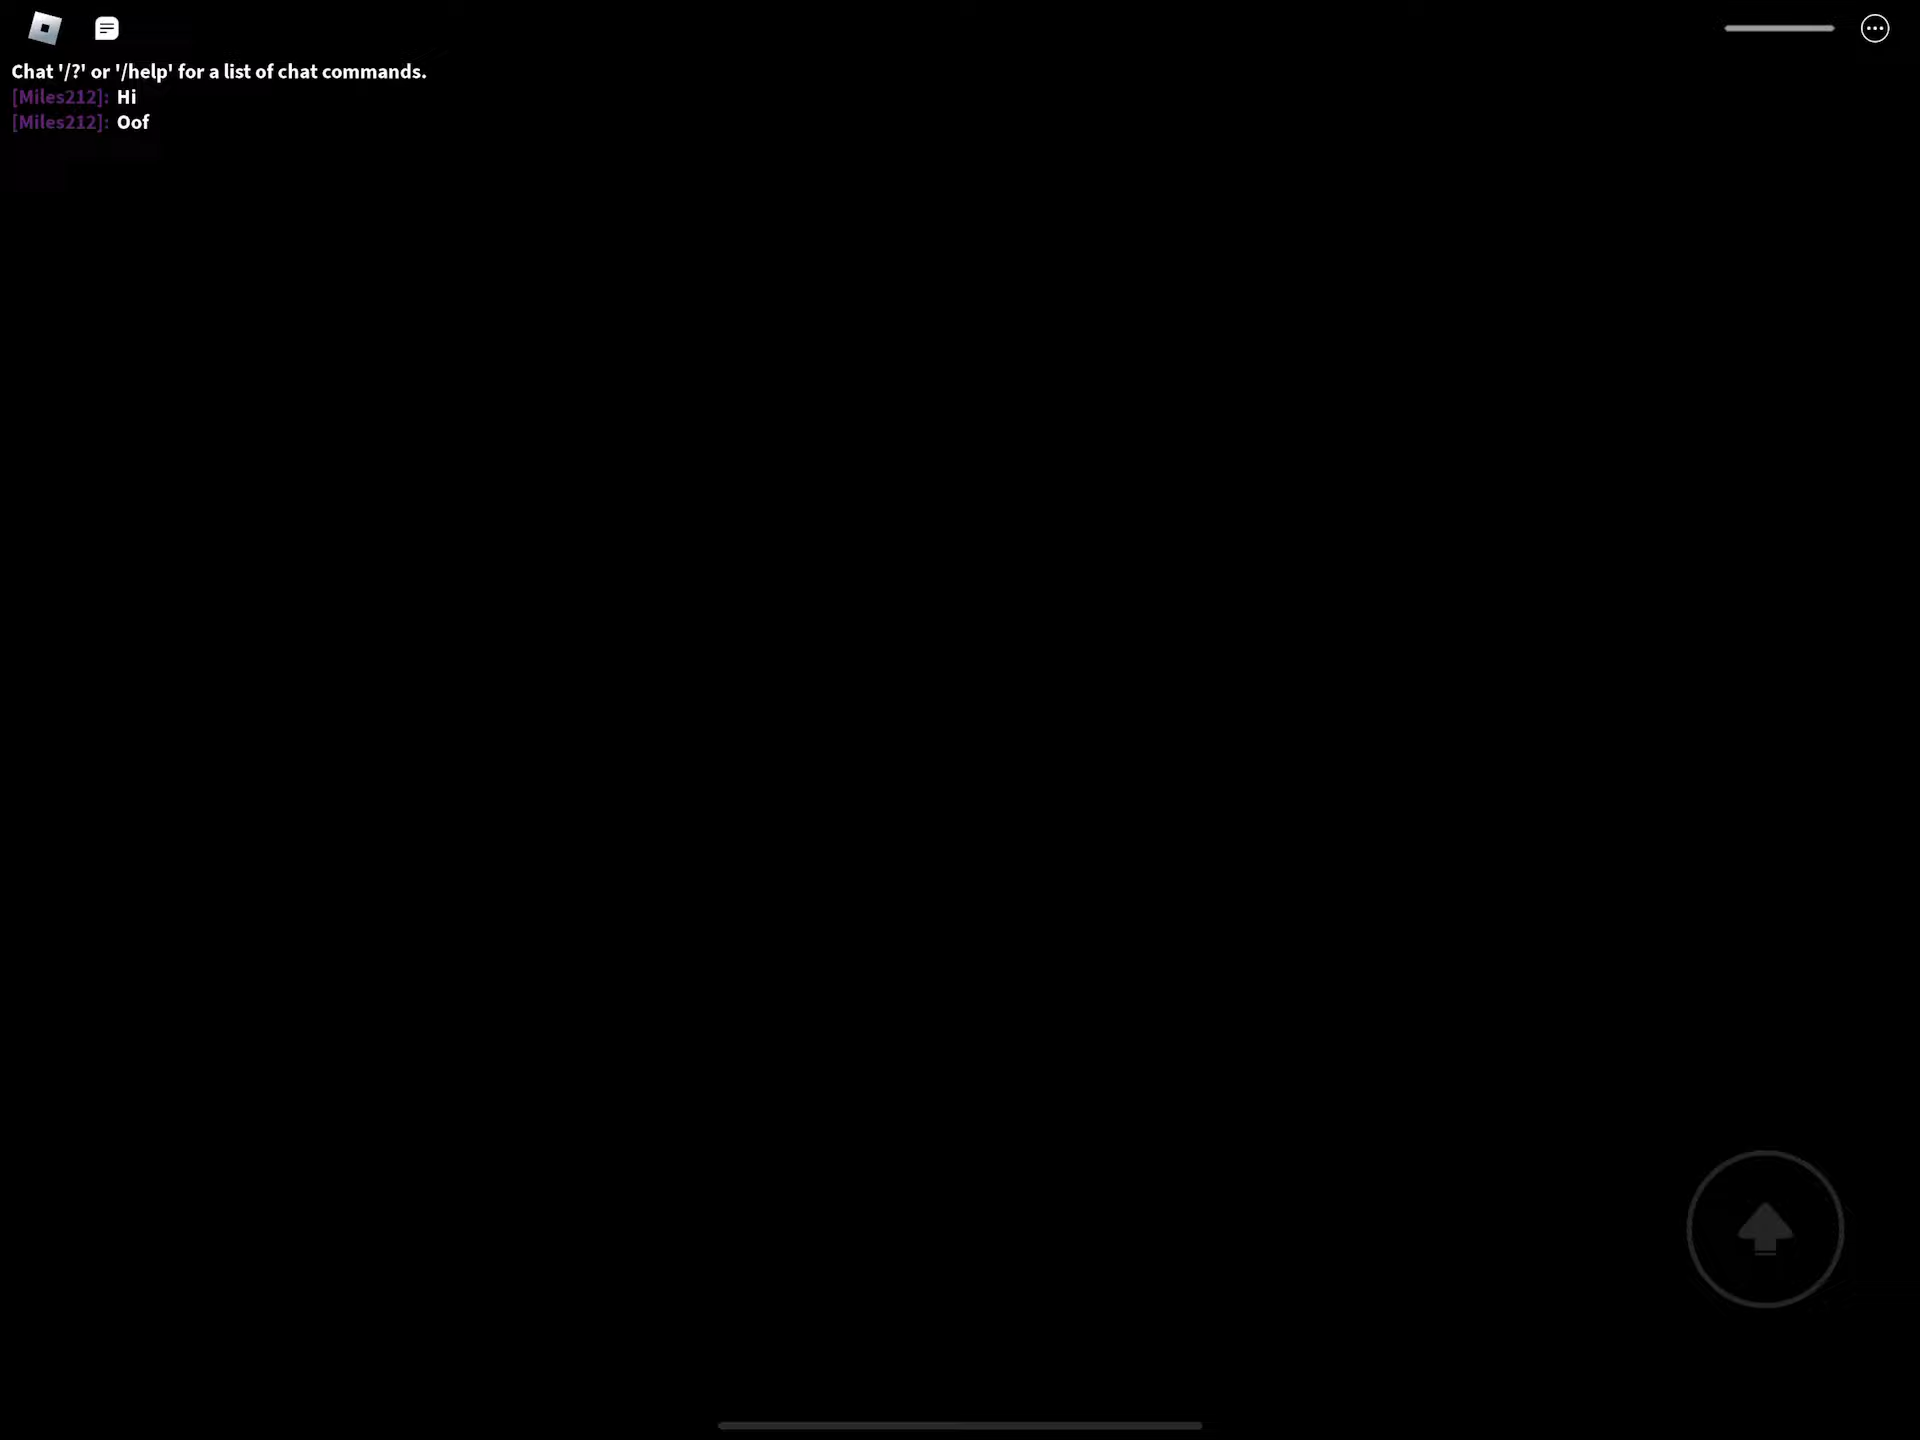 Chat '/?' or '/help' for a list of chat commands.
[Miles212]: Hi
[Miles212]: Oof